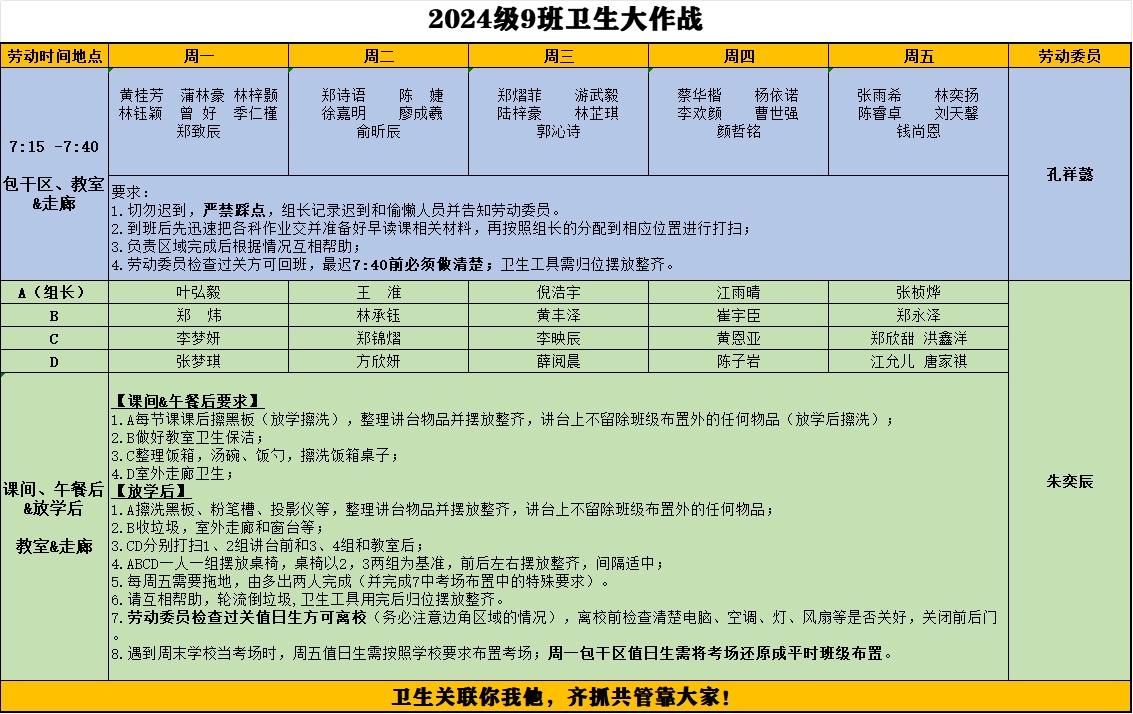 2024级9班卫生大作战
劳动时间地点 周一 周二 周三 周四 周五 劳动委员
黄桂芳 蒲林豪 林梓颢 郑诗语 陈 婕 郑熠菲 游武毅 蔡华楷 杨依诺 张雨希 林奕扬
林钰颖 曾 好 季仁槿 徐嘉明 廖成羲 陆梓豪 林芷琪 李欢颜 曹世强 陈睿卓 刘天馨
郑致辰 俞昕辰 郭沁诗 颜哲铭 钱尚恩
7:15 -7:40
包干区、教室
&走廊
孔祥懿
要求：
1.切勿迟到，严禁踩点，组长记录迟到和偷懒人员并告知劳动委员。
2.到班后先迅速把各科作业交并准备好早读课相关材料，再按照组长的分配到相应位置进行打扫；
3.负责区域完成后根据情况互相帮助；
4.劳动委员检查过关方可回班，最迟7:40前必须做清楚；卫生工具需归位摆放整齐。
A（组长） 叶弘毅 王 淮 倪浩宇 江雨晴 张桢烨
B 郑 炜 林承钰 黄丰泽 崔宇臣 郑永泽
C 李梦妍 郑锦熠 李映辰 黄恩亚 郑欣甜 洪鑫洋
D 张梦琪 方欣妍 薛阅晨 陈子岩 江允儿 唐家祺
课间、午餐后
&放学后
教室&走廊
朱奕辰
【课间&午餐后要求】
1.A每节课课后擦黑板（放学擦洗），整理讲台物品并摆放整齐，讲台上不留除班级布置外的任何物品（放学后擦洗）；
2.B做好教室卫生保洁；
3.C整理饭箱，汤碗、饭勺，擦洗饭箱桌子；
4.D室外走廊卫生；
【放学后】
1.A擦洗黑板、粉笔槽、投影仪等，整理讲台物品并摆放整齐，讲台上不留除班级布置外的任何物品；
2.B收垃圾，室外走廊和窗台等；
3.CD分别打扫1、2组讲台前和3、4组和教室后；
4.ABCD一人一组摆放桌椅，桌椅以2，3两组为基准，前后左右摆放整齐，间隔适中；
5.每周五需要拖地，由多出两人完成（并完成7中考场布置中的特殊要求）。
6.请互相帮助，轮流倒垃圾,卫生工具用完后归位摆放整齐。
7.劳动委员检查过关值日生方可离校（务必注意边角区域的情况），离校前检查清楚电脑、空调、灯、风扇等是否关好，关闭前后门
。
8.遇到周末学校当考场时，周五值日生需按照学校要求布置考场；周一包干区值日生需将考场还原成平时班级布置。
卫生关联你我他，齐抓共管靠大家！